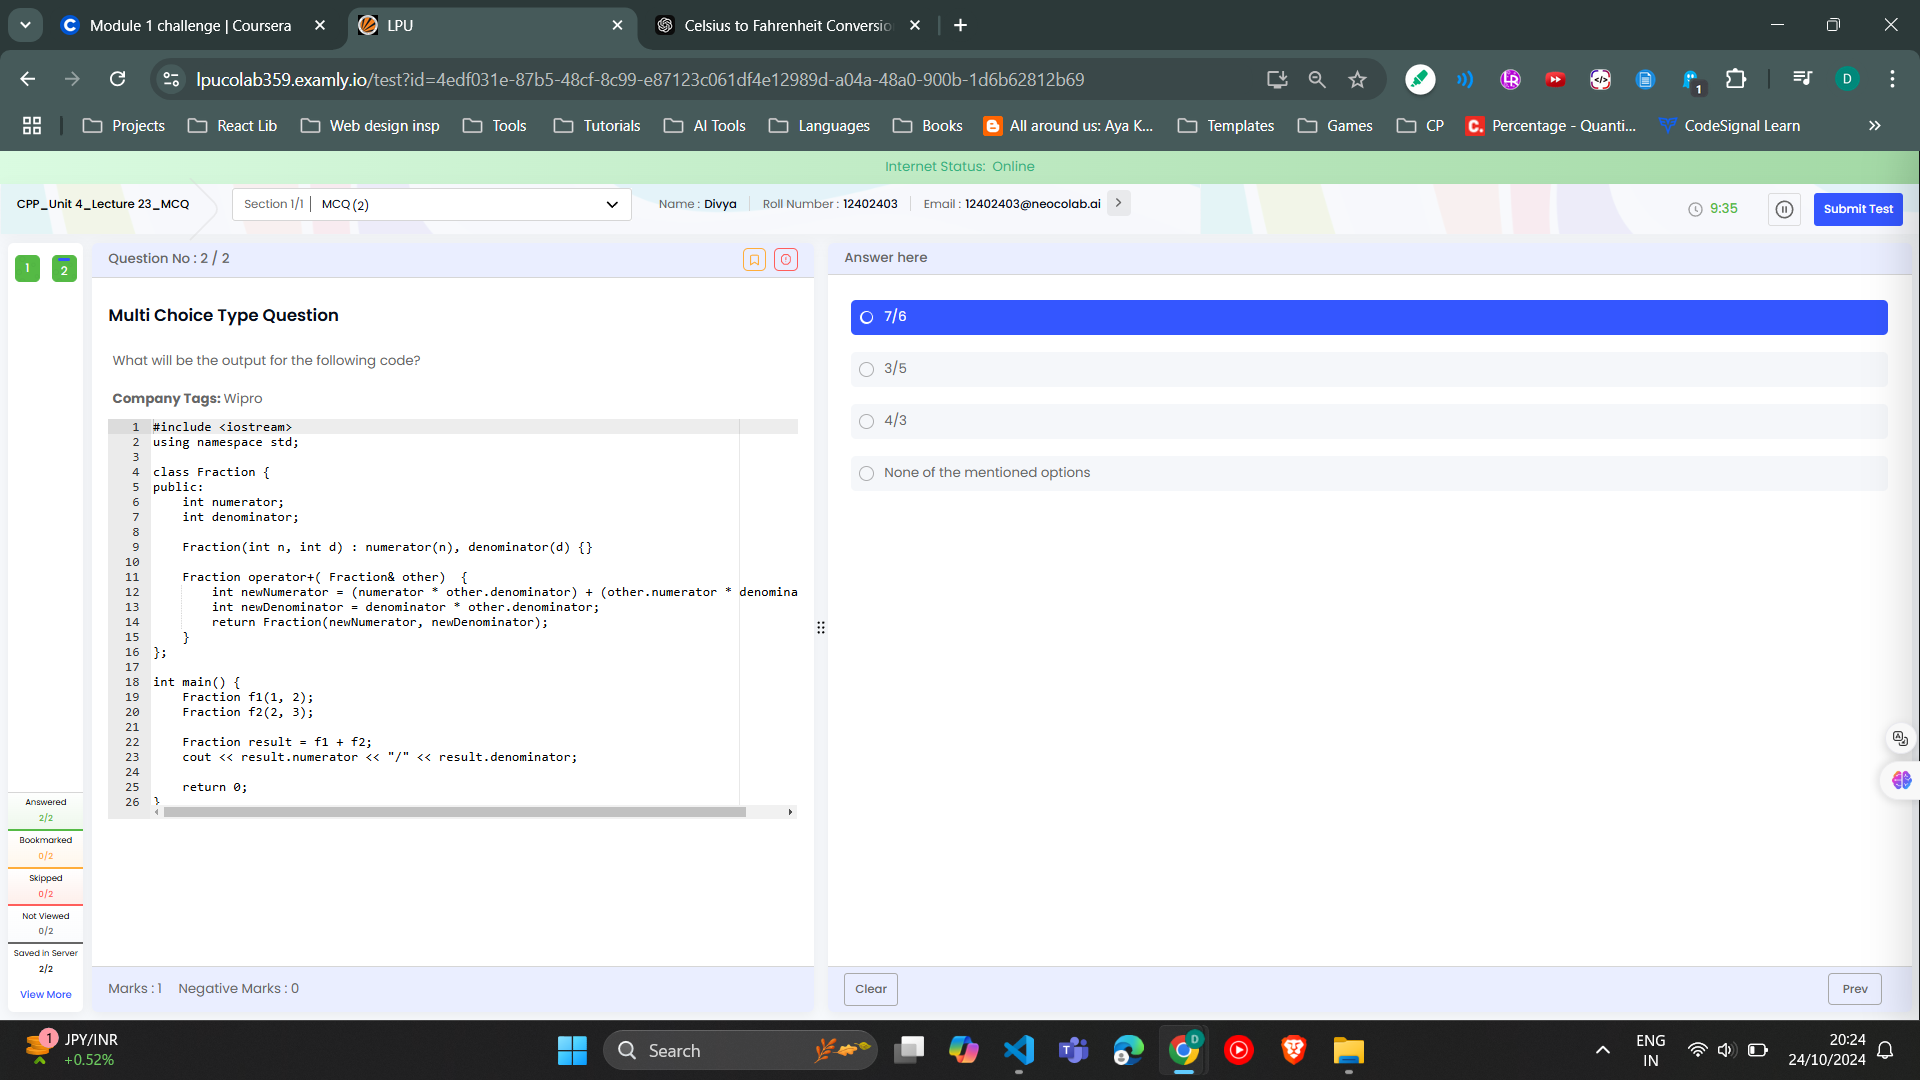 Module 1 challenge | Coursera
LPU
Celsius to Fahrenheit Conversio
lpucolab359.examly.io/test?id=4edf031e-87b5-48cf-8c99-e87123c061df4e12989d-a04a-48a0-900b-1d6b62812b69
1
D
Projects
React Lib
Web design insp
Tools
Tutorials
AI Tools
Languages
Books
All around us: Aya K...
Templates
Games
CP
Percentage - Quanti...
CodeSignal Learn
Internet Status: Online
CPP_Unit 4_Lecture 23_MCQ
Section 1/1 | MCQ (2)
Name : Divya
Roll Number : 12402403
Email : 12402403@neocolab.ai
9:35
Submit Test
1
2
Question No : 2 / 2
Multi Choice Type Question
What will be the output for the following code?
Company Tags: Wipro
1 #include <iostream>
2 using namespace std;
3
4 class Fraction {
5 public:
6 int numerator;
7 int denominator;
8
9 Fraction(int n, int d) : numerator(n), denominator(d) {}
10
11 Fraction operator+( Fraction& other) {
12 int newNumerator = (numerator * other.denominator) + (other.numerator * denomina
13 int newDenominator = denominator * other.denominator;
14 return Fraction(newNumerator, newDenominator);
15 }
16 };
17
18 int main() {
19 Fraction f1(1, 2);
20 Fraction f2(2, 3);
21
22 Fraction result = f1 + f2;
23 cout << result.numerator << "/" << result.denominator;
24
25 return 0;
26 }
Answer here
7/6
3/5
4/3
None of the mentioned options
Answered
2/2
Bookmarked
0/2
Skipped
0/2
Not Viewed
0/2
Saved in Server
2/2
View More
Marks : 1 Negative Marks : 0
Clear
Prev
1
JPY/INR
+0.52%
Search
D
ENG
IN
20:24
24/10/2024